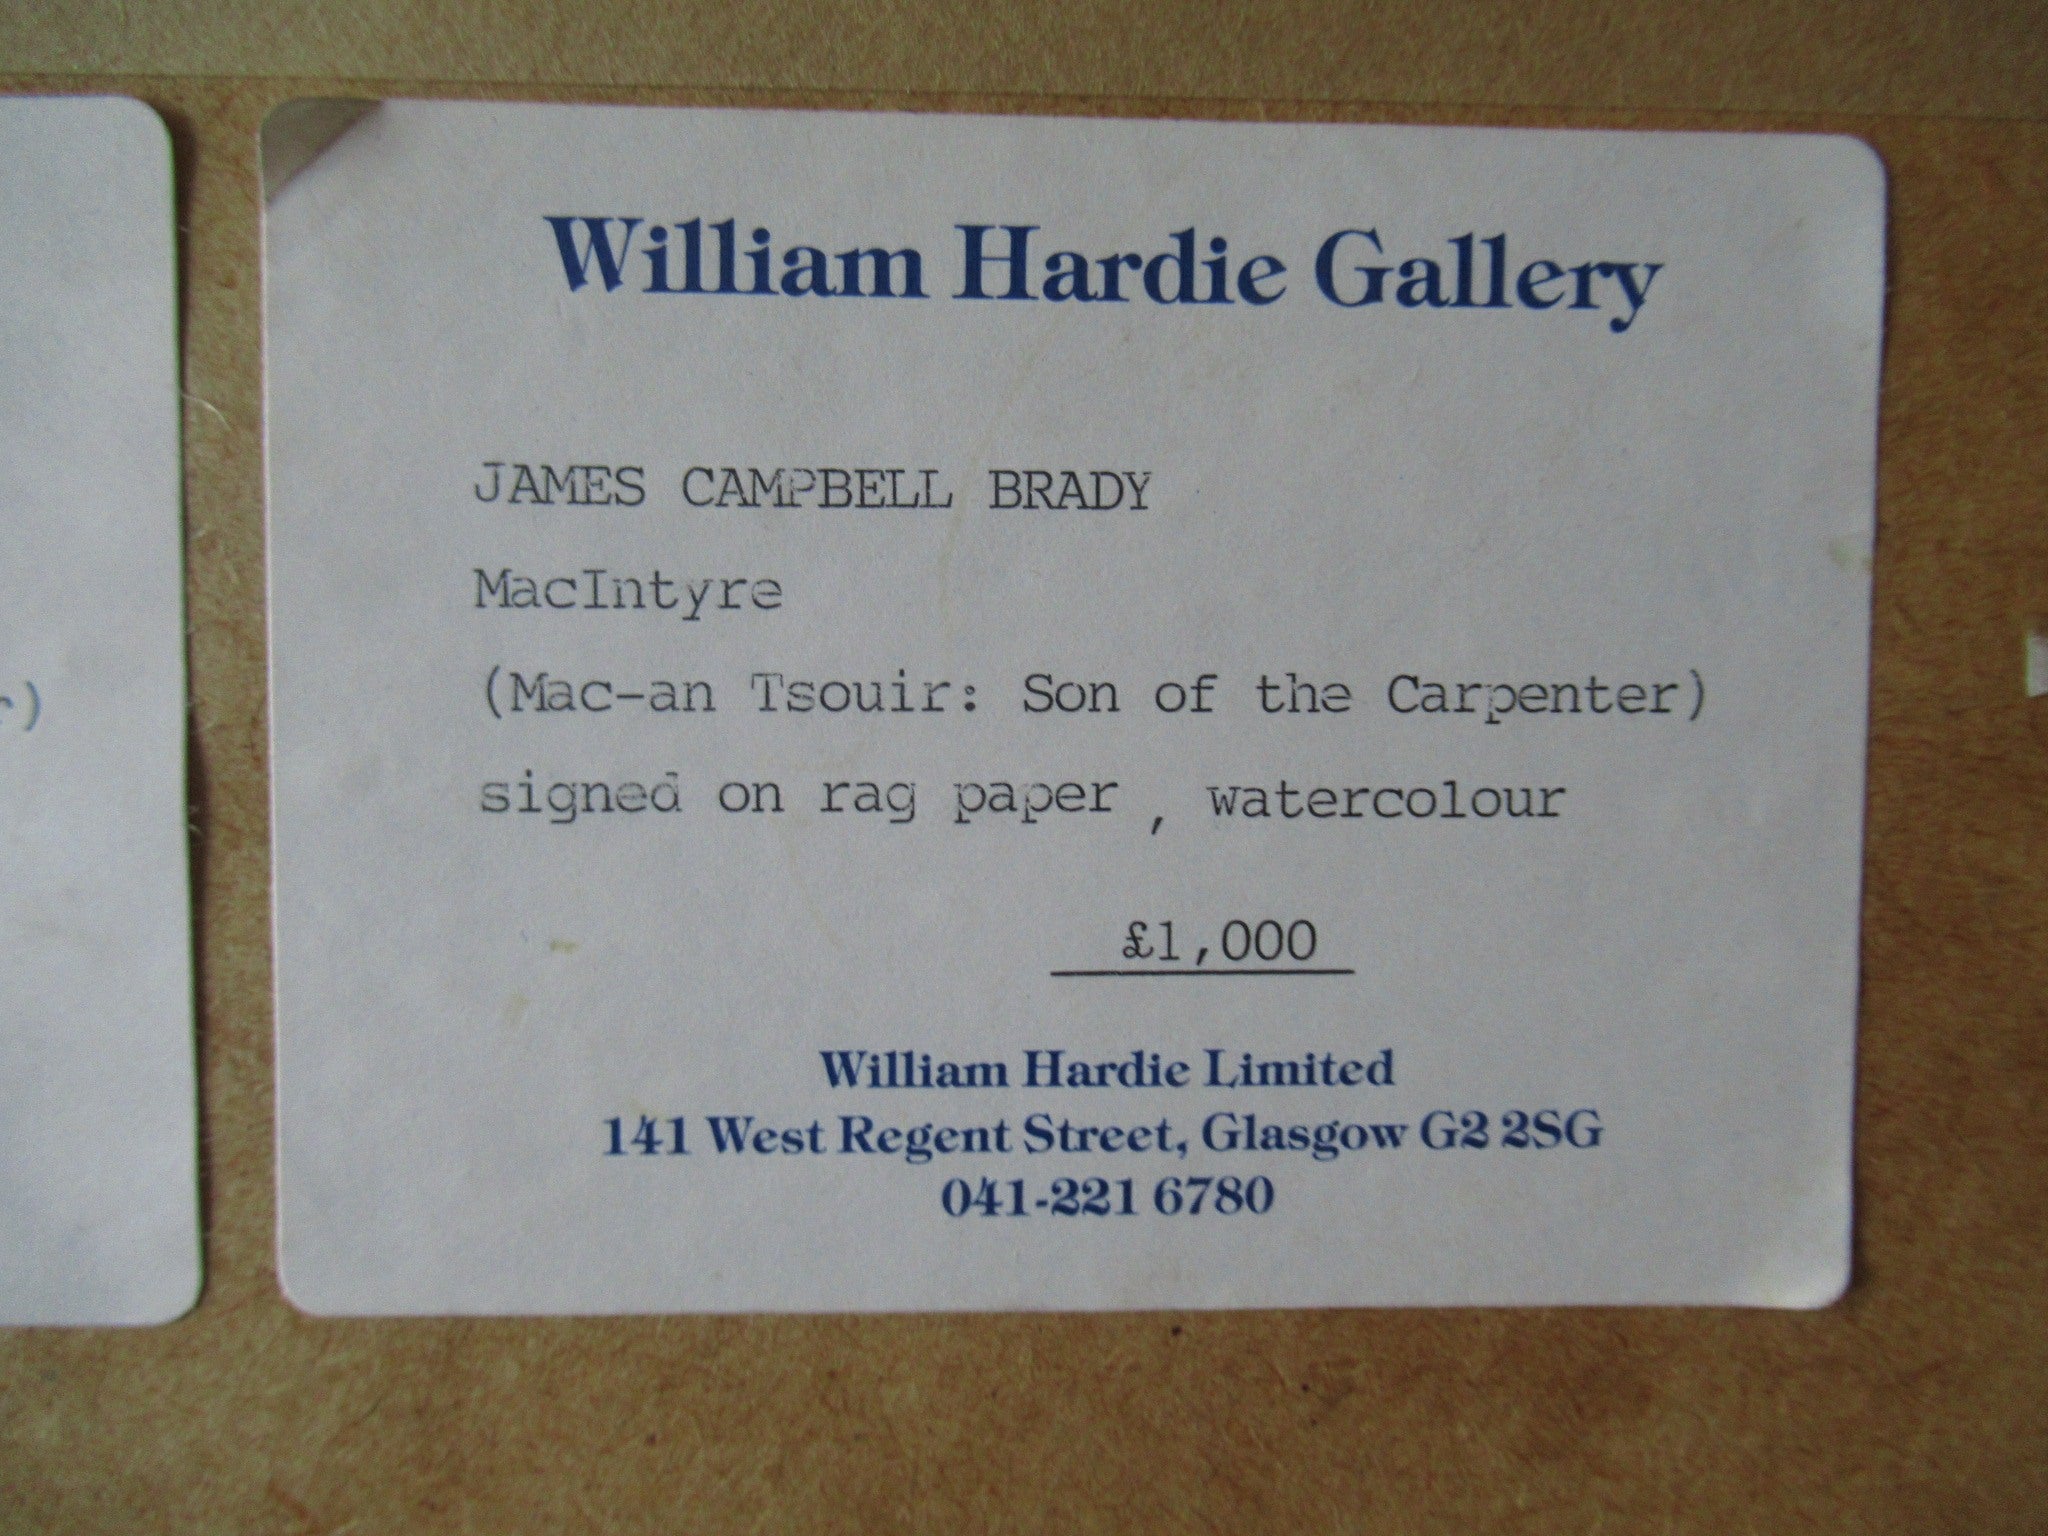 William Hardie Gallery
JAMES CAMPBELL BRADY
MacIntyre
(Mac-an Tsouir: Son of the Carpenter)
signed on rag paper , watercolour
£1,000
William Hardie Limited
141 West Regent Street, Glasgow G2 2SG
041-221 6780
r)